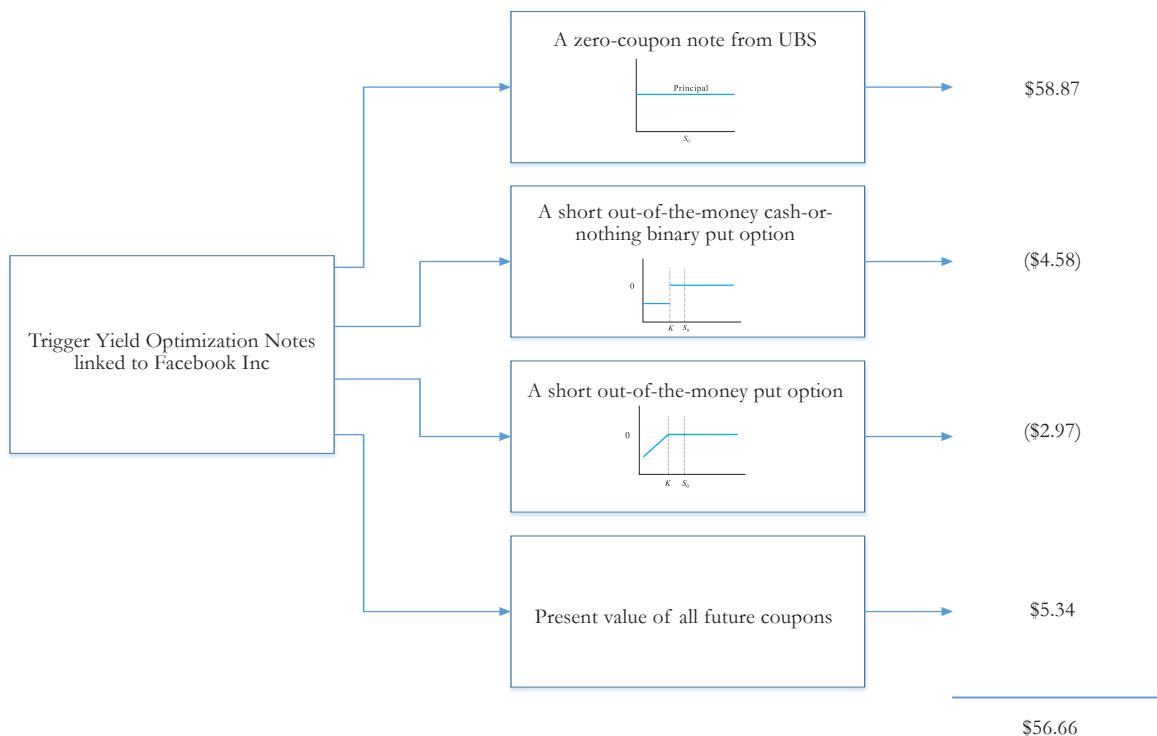 A zero-coupon note from UBS
Principal
S₀
$58.87
A short out-of-the-money cash-or-
nothing binary put option
0
K S₀
($4.58)
Trigger Yield Optimization Notes
linked to Facebook Inc
A short out-of-the-money put option
0
K S₀
($2.97)
Present value of all future coupons
$5.34
$56.66